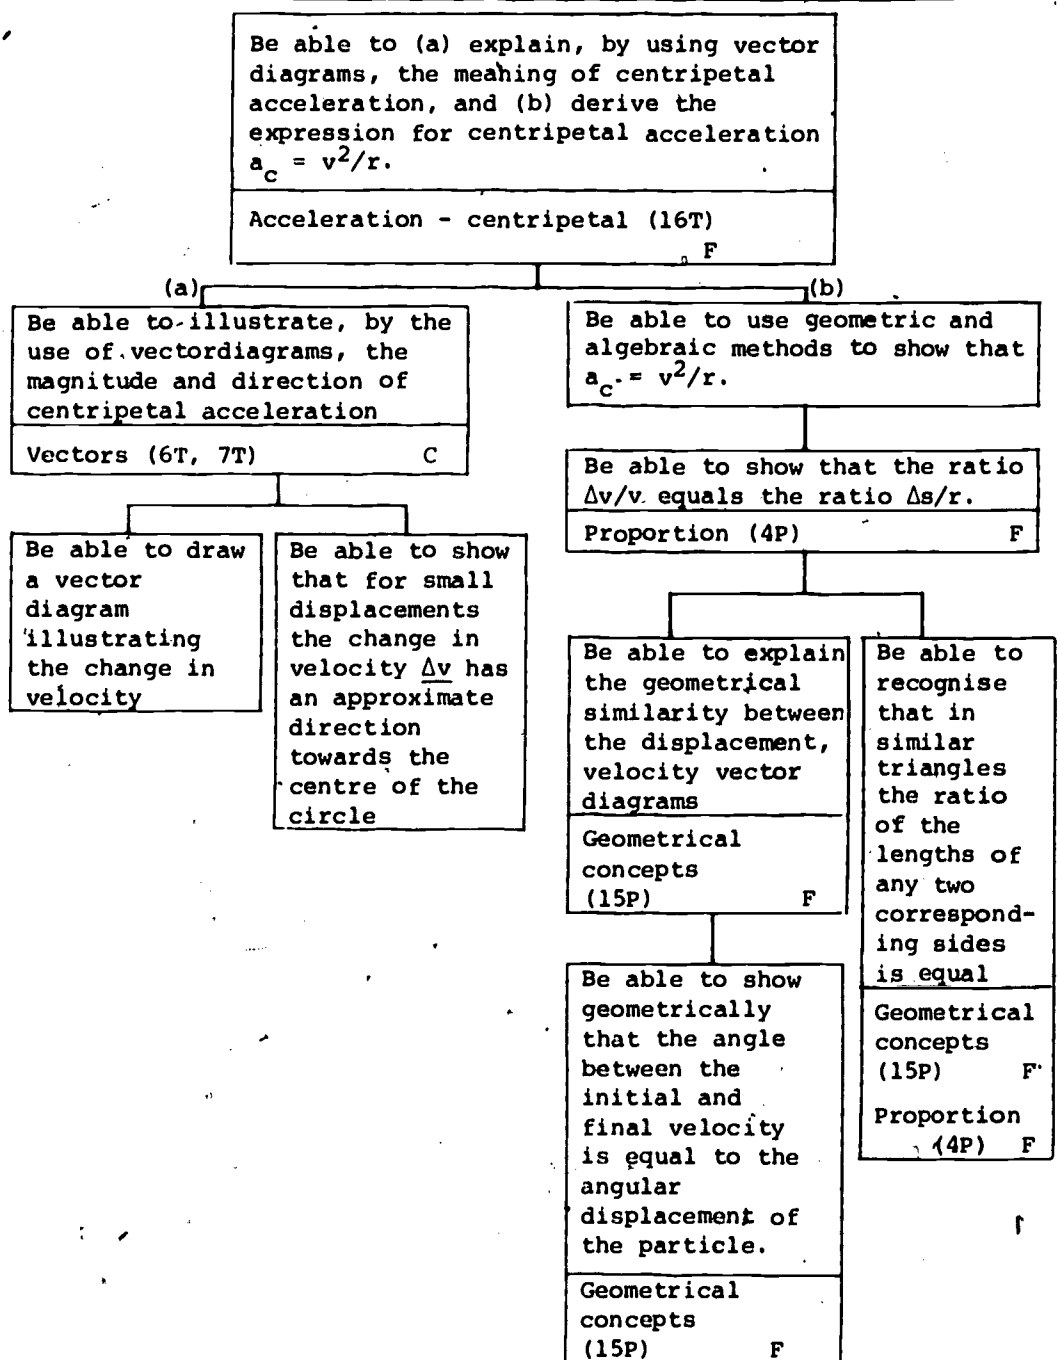 Be able to (a) explain, by using vector
diagrams, the meaning of centripetal
acceleration, and (b) derive the
expression for centripetal acceleration
a_c = v²/r.
Acceleration - centripetal (16T)
F
(a)
Be able to illustrate, by the
use of vectordiagrams, the
magnitude and direction of
centripetal acceleration
Vectors (6T, 7T) C
Be able to draw
a vector
diagram
illustrating
the change in
velocity
Be able to show
that for small
displacements
the change in
velocity Δv has
an approximate
direction
towards the
centre of the
circle
(b)
Be able to use geometric and
algebraic methods to show that
a_c = v²/r.
Be able to show that the ratio
Δv/v equals the ratio Δs/r.
Proportion (4P) F
Be able to explain
the geometrical
similarity between
the displacement,
velocity vector
diagrams
Geometrical
concepts
(15P) F
Be able to show
geometrically
that the angle
between the
initial and
final velocity
is equal to the
angular
displacement of
the particle.
Geometrical
concepts
(15P) F
Be able to
recognise
that in
similar
triangles
the ratio
of the
lengths of
any two
correspond-
ing sides
is equal
Geometrical
concepts
(15P) F
Proportion
(4P) F